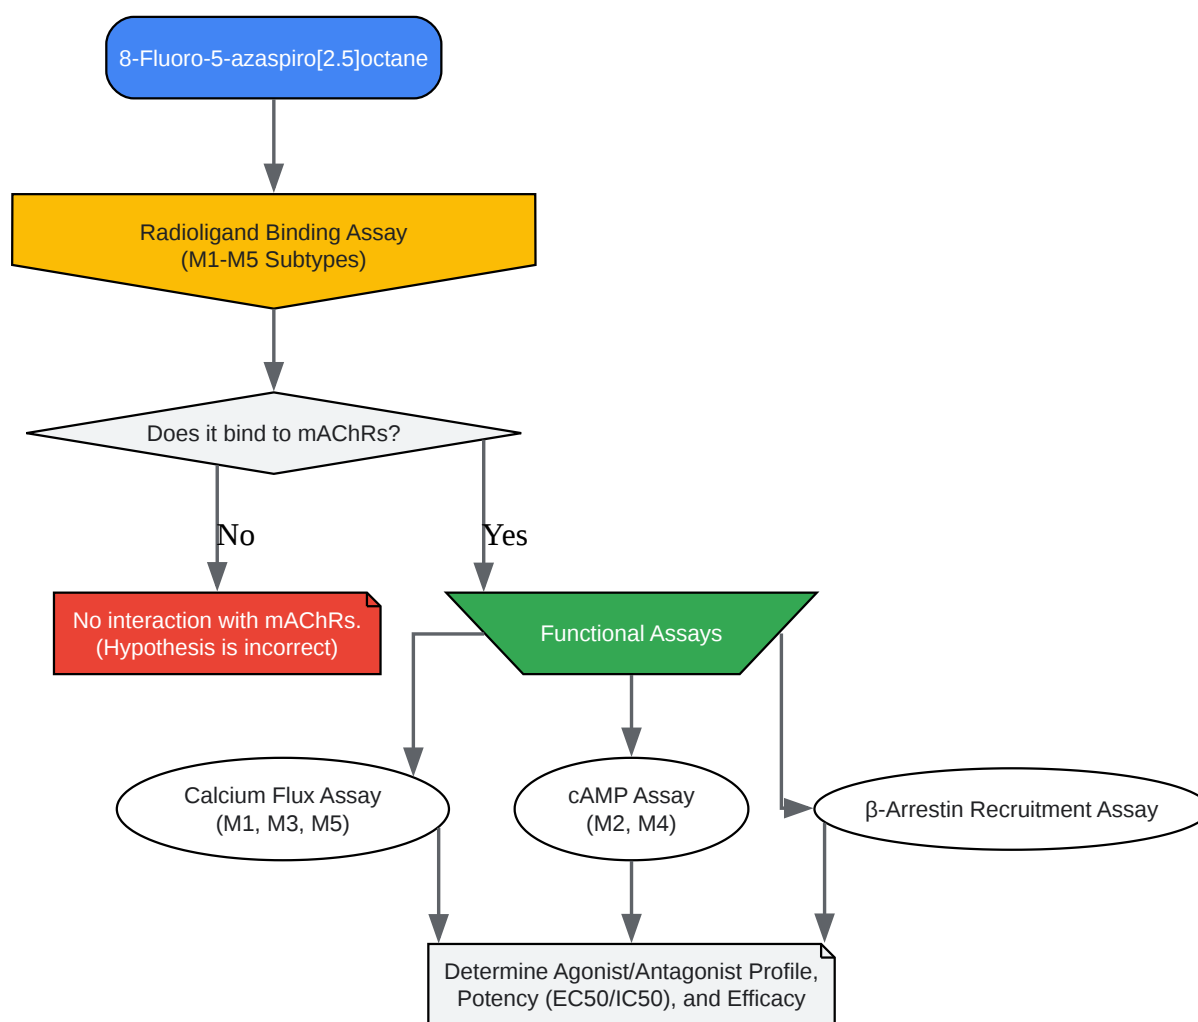 8-Fluoro-5-azaspiro[2.5]octane
Radioligand Binding Assay
(M1-M5 Subtypes)
Does it bind to mAChRs?
No
Yes
No interaction with mAChRs.
(Hypothesis is incorrect)
Functional Assays
Calcium Flux Assay
(M1, M3, M5)
cAMP Assay
(M2, M4)
β-Arrestin Recruitment Assay
Determine Agonist/Antagonist Profile,
Potency (EC50/IC50), and Efficacy